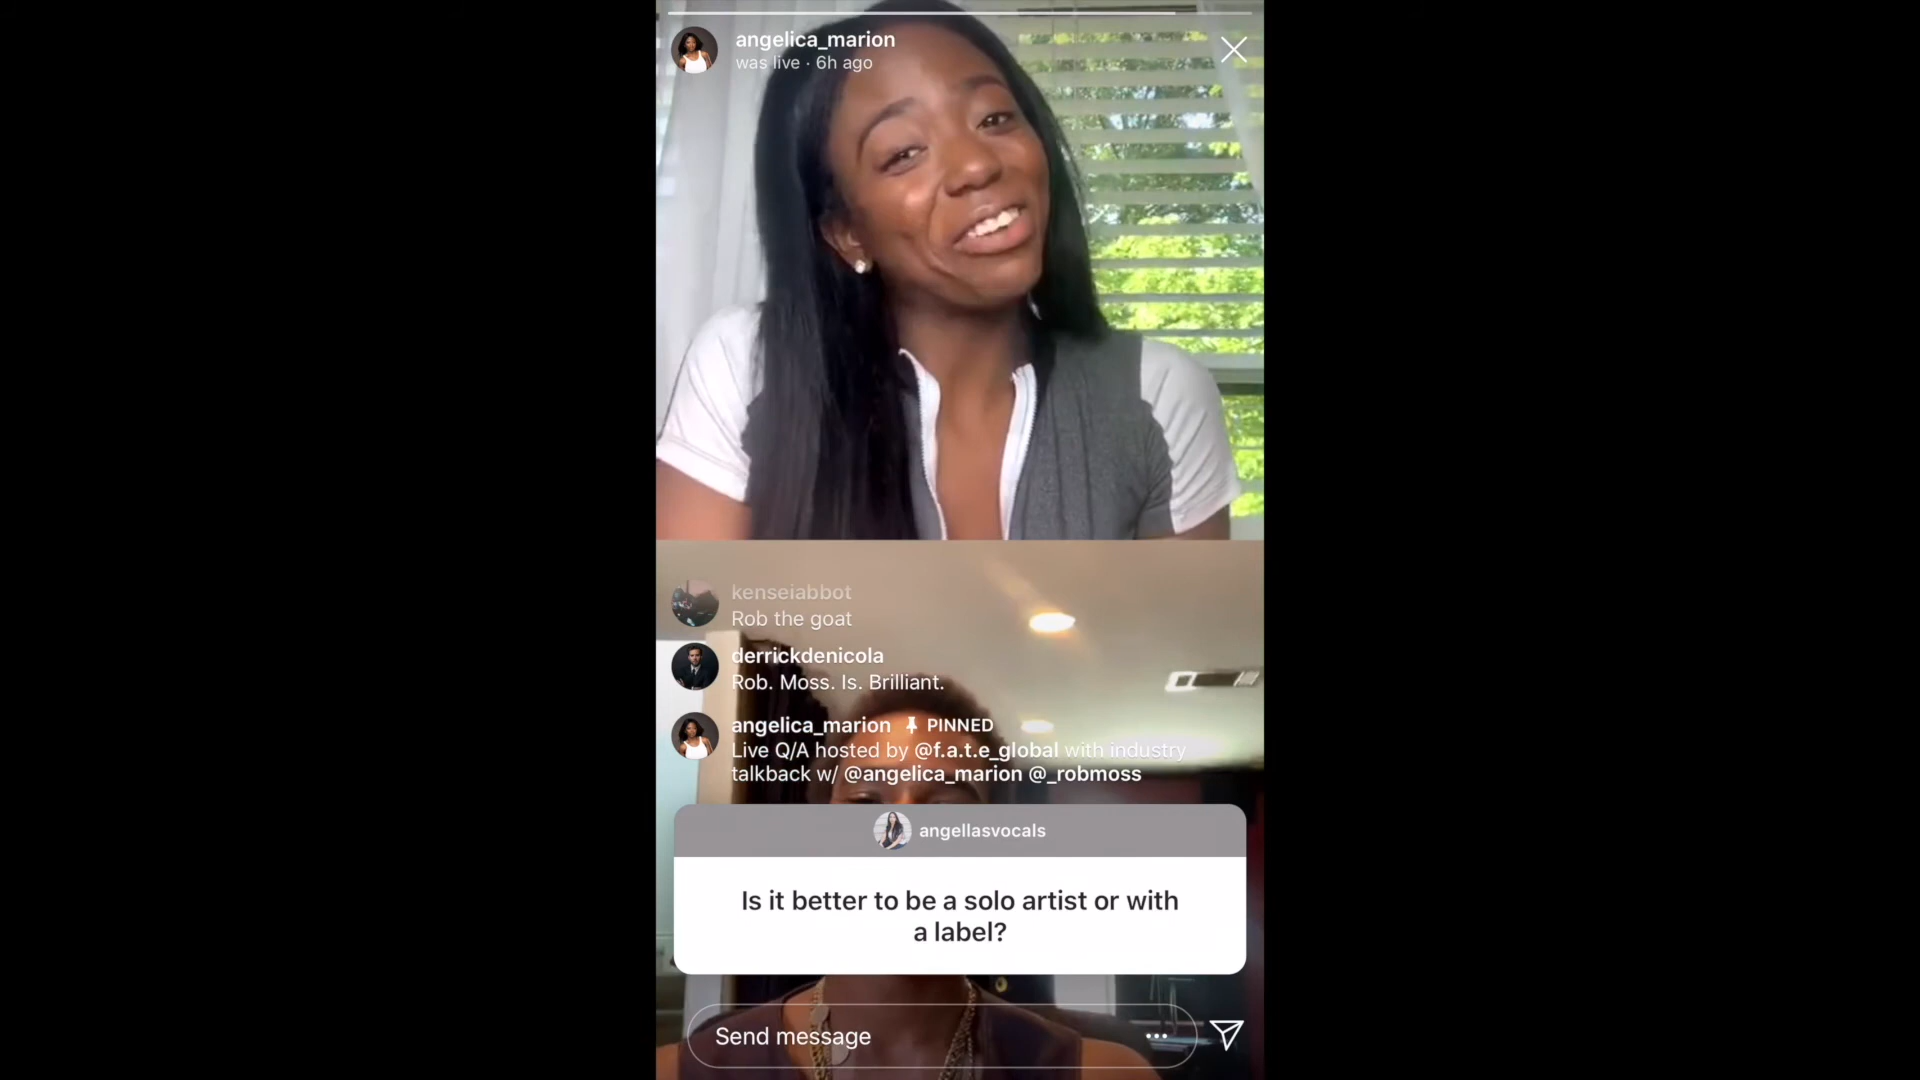 angelica_marion
was live · 6h ago
kenseiabbot
Rob the goat
derrickdenicola
Rob. Moss. Is. Brilliant.
angelica_marion PINNED
Live Q/A hosted by @f.a.t.e_global with industry
talkback w/ @angelica_marion @_robmoss
angellasvocals
Is it better to be a solo artist or with
a label?
Send message